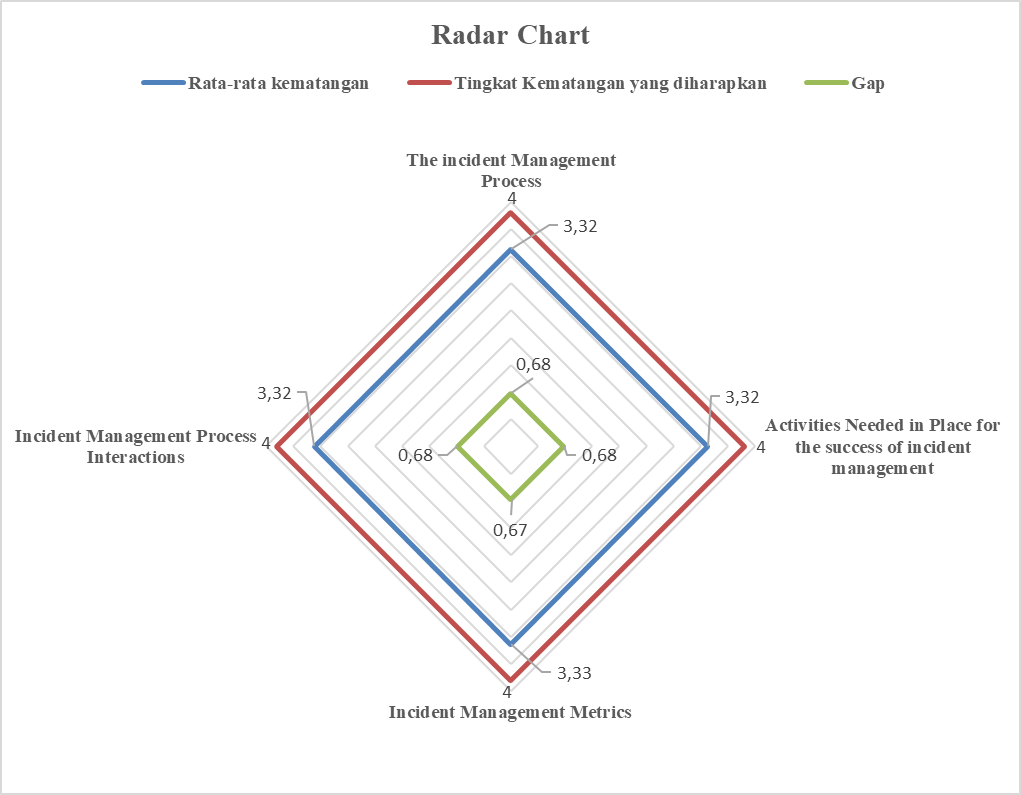 Radar Chart
Rata-rata kematangan
Tingkat Kematangan yang diharapkan
Gap
The incident Management
Process
4
3,32
0,68
3,32
3,32
Incident Management Process
Interactions
4
0,68
0,68
4
Activities Needed in Place for
the success of incident
management
0,67
3,33
4
Incident Management Metrics